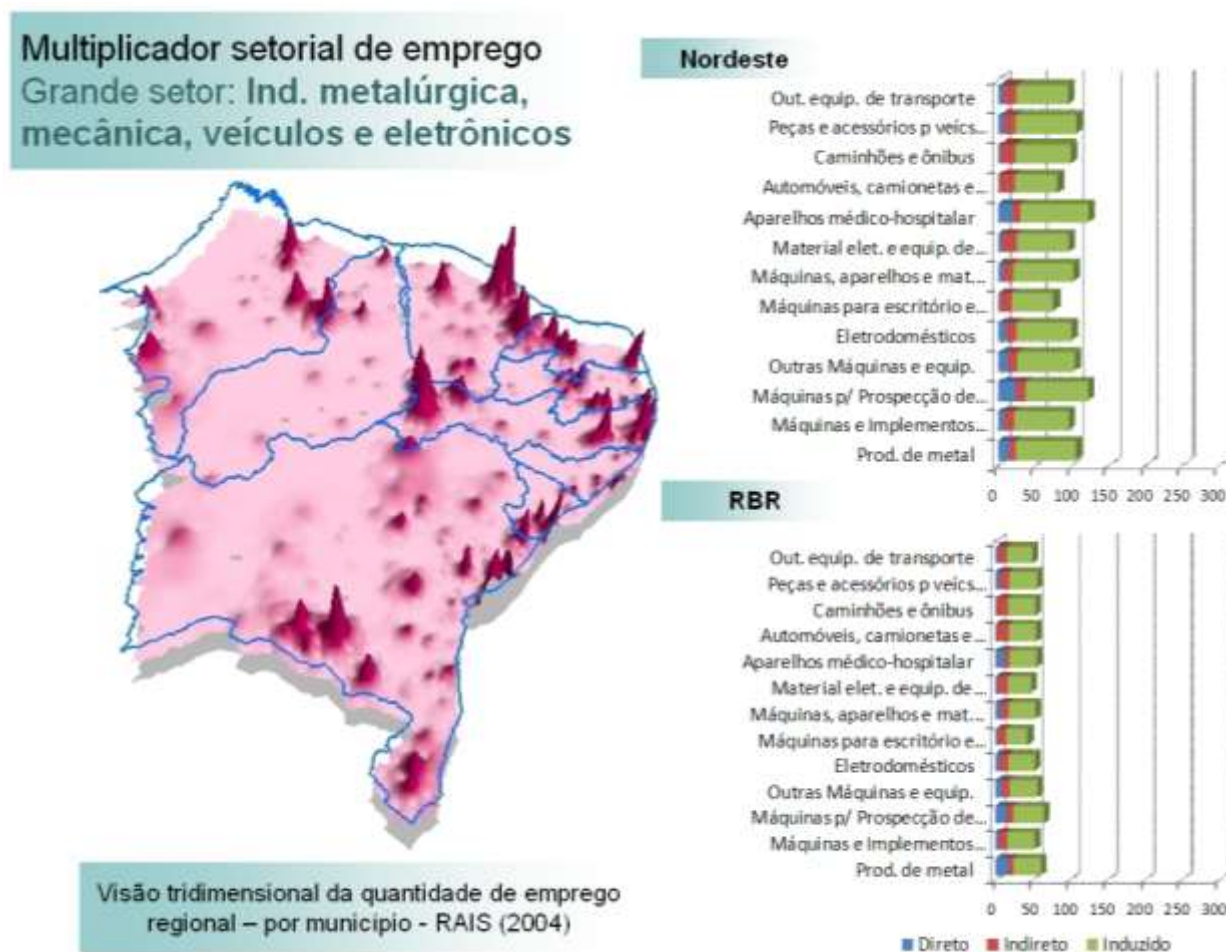 Multiplicador setorial de emprego
Grande setor: Ind. metalúrgica,
mecânica, veículos e eletrônicos
Nordeste
Out. equip. de transporte
Peças e acessórios p veícs...
Caminhões e ônibus
Automóveis, camionetas e...
Aparelhos médico-hospitalar
Material elet. e equip. de...
Máquinas, aparelhos e mat...
Máquinas para escritório e...
Eletrodomésticos
Outras Máquinas e equip.
Máquinas p/ Prospecção de...
Máquinas e Implementos...
Prod. de metal
0 50 100 150 200 250 300
RBR
Out. equip. de transporte
Peças e acessórios p veícs...
Caminhões e ônibus
Automóveis, camionetas e...
Aparelhos médico-hospitalar
Material elet. e equip. de...
Máquinas, aparelhos e mat...
Máquinas para escritório e...
Eletrodomésticos
Outras Máquinas e equip.
Máquinas p/ Prospecção de...
Máquinas e Implementos...
Prod. de metal
0 50 100 150 200 250 300
Direto Indireto Induzido
Visão tridimensional da quantidade de emprego
regional – por município - RAIS (2004)